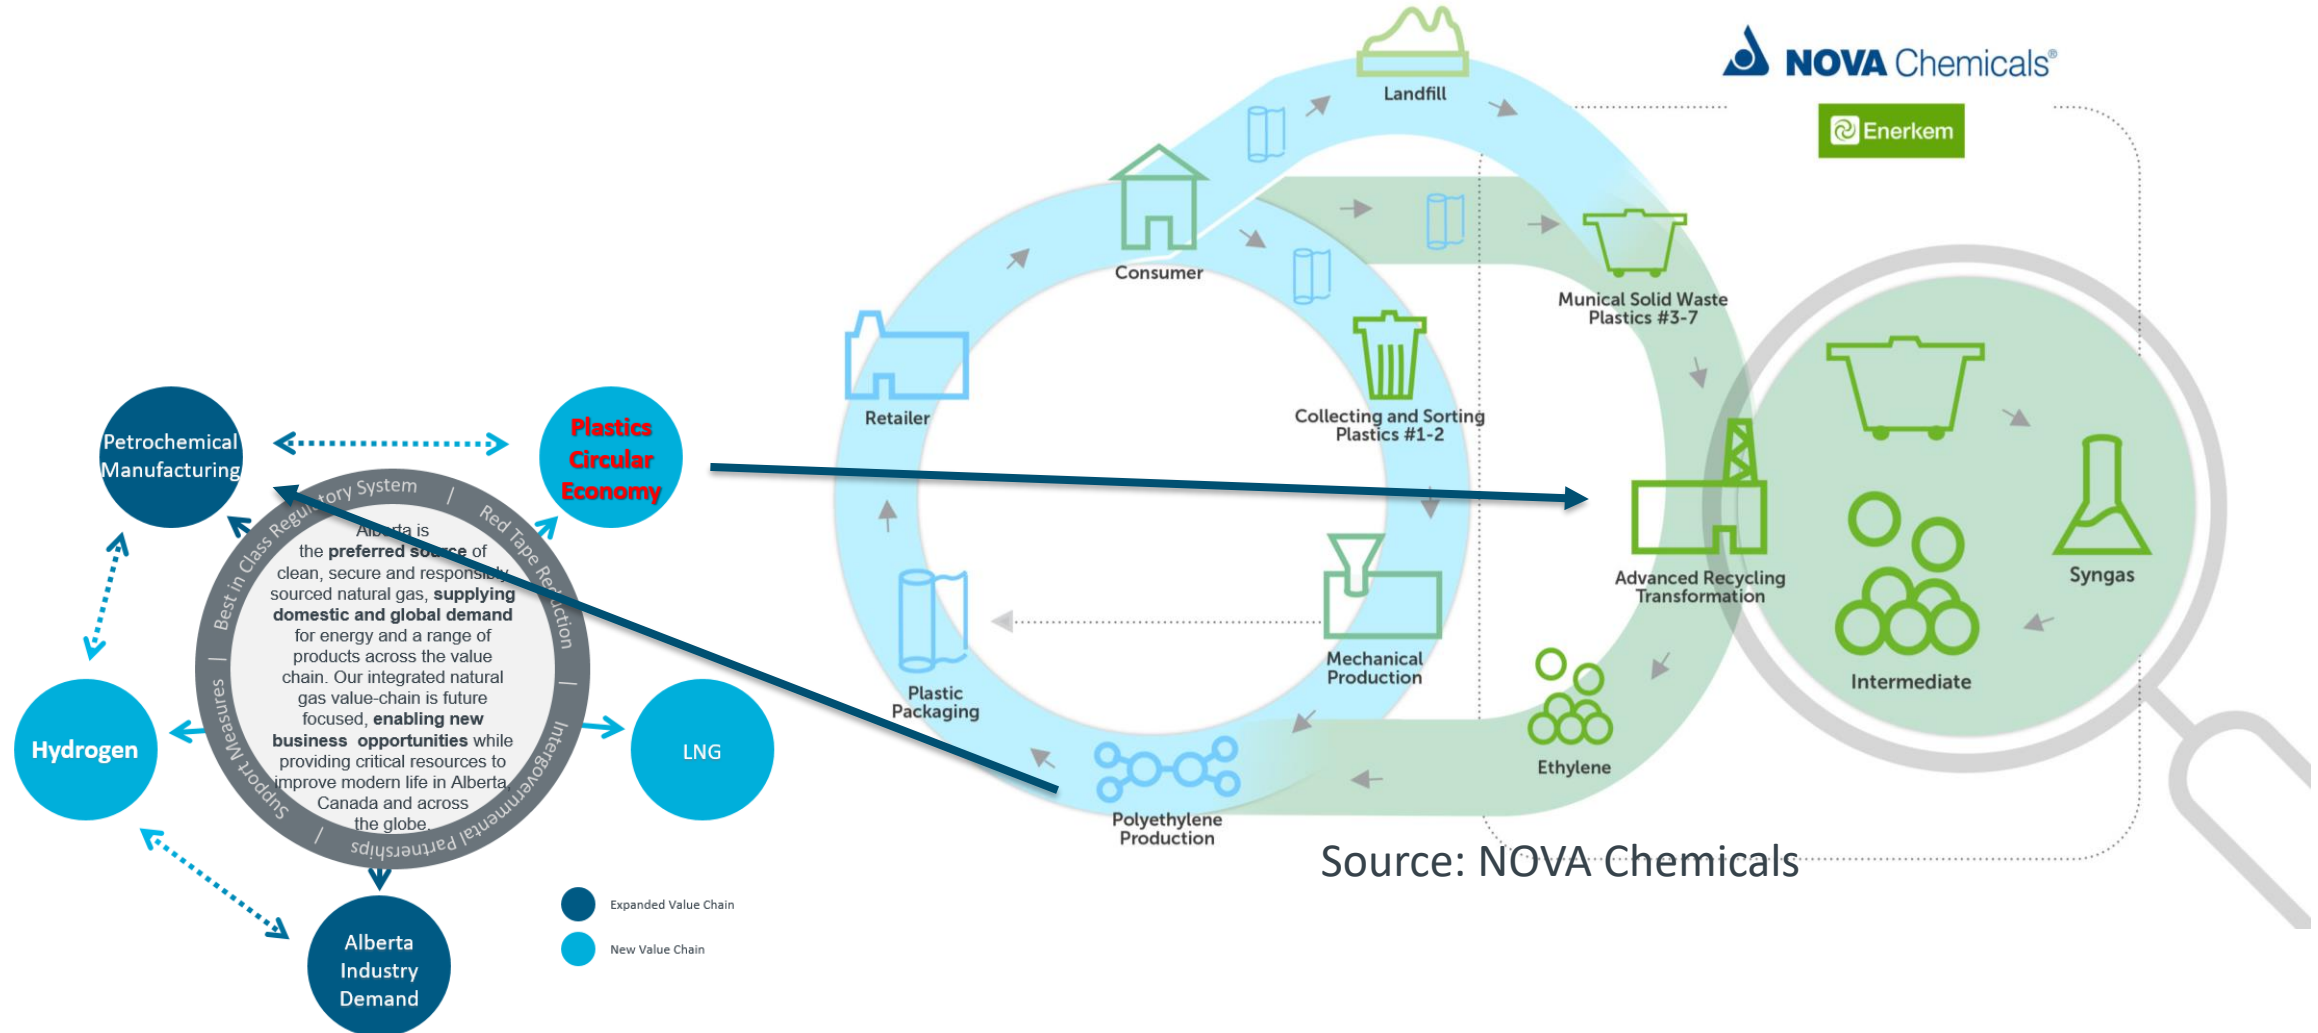 Petrochemical
Manufacturing
Plastics
Circular
Economy
Hydrogen
LNG
Alberta
Industry
Demand
Best in Class Regulatory System | Red Tape Reduction | Intergovernmental Partnerships | Support Measures |
Alberta is
the preferred source of
clean, secure and responsibly
sourced natural gas, supplying
domestic and global demand
for energy and a range of
products across the value
chain. Our integrated natural
gas value-chain is future
focused, enabling new
business opportunities while
providing critical resources to
improve modern life in Alberta,
Canada and across
the globe.
Expanded Value Chain
New Value Chain
NOVA Chemicals®
Enerkem
Landfill
Consumer
Munical Solid Waste
Plastics #3-7
Retailer
Collecting and Sorting
Plastics #1-2
Advanced Recycling
Transformation
Syngas
Intermediate
Mechanical
Production
Plastic
Packaging
Ethylene
Polyethylene
Production
Source: NOVA Chemicals